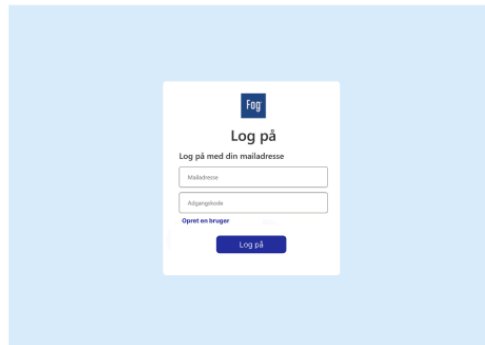 Fog
Log på
Log på med din mailadresse
Mailadresse
Adgangskode
Opret en bruger
Log på